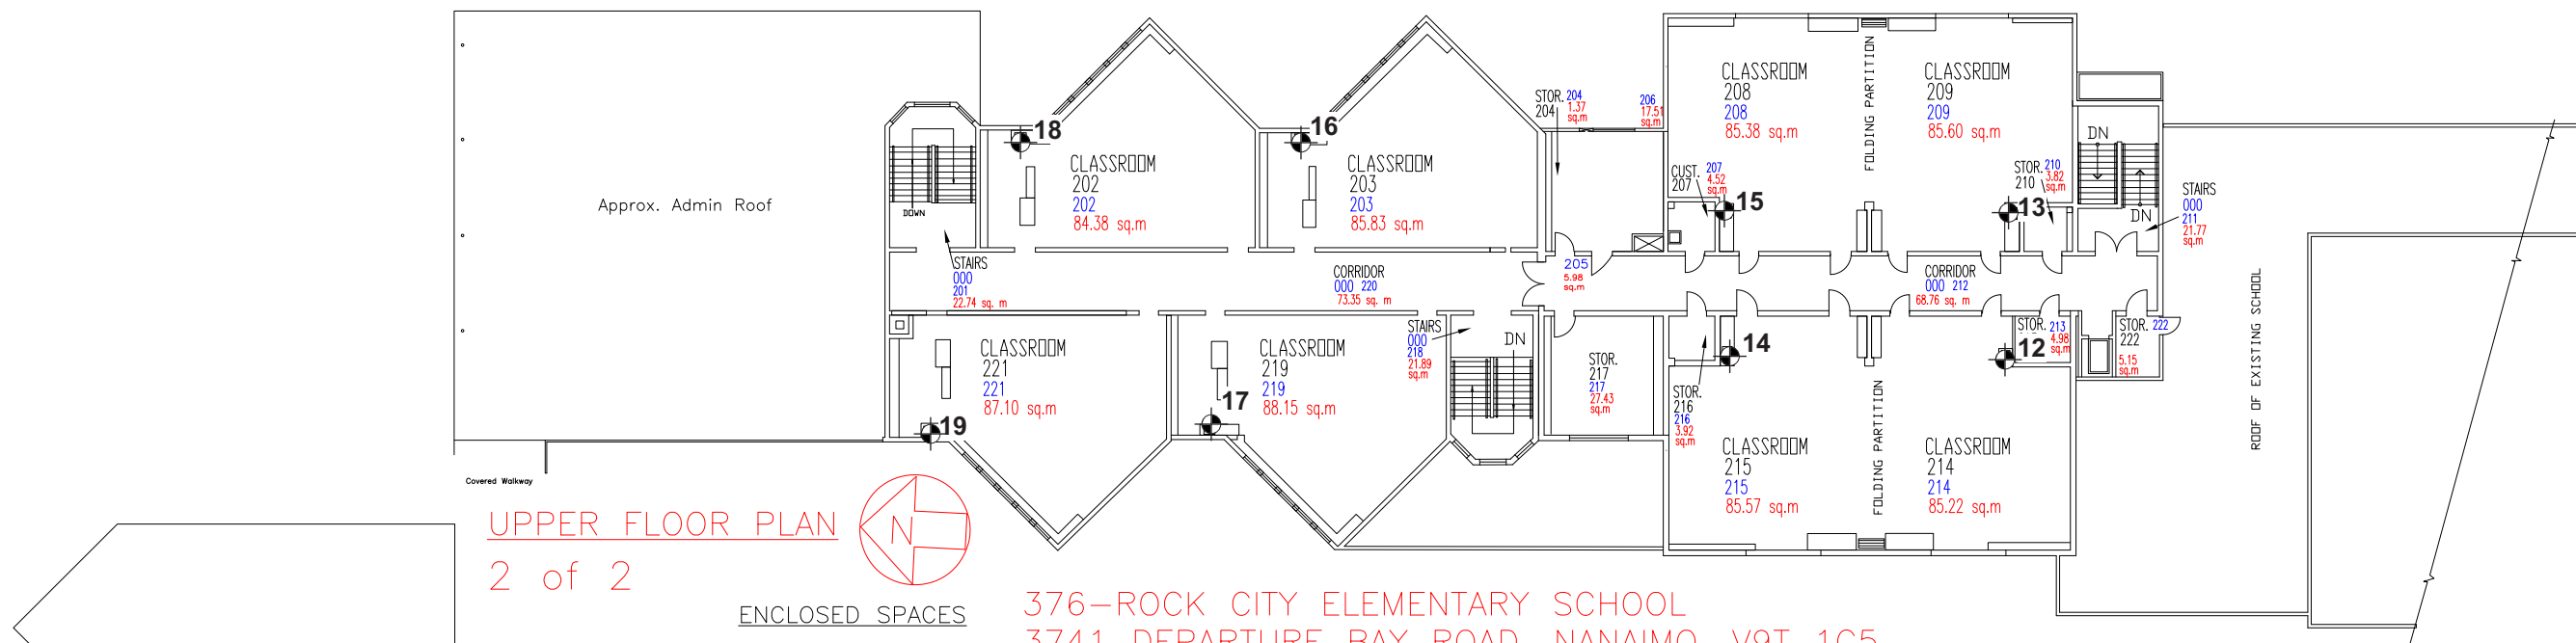 Approx. Admin Roof
DOWN
STAIRS
000
201
22.74 sq. m
18
CLASSROOM
202
202
84.38 sq.m
16
CLASSROOM
203
203
85.83 sq.m
STOR. 204
204 1.37
sq.m
206
17.51
sq.m
CORRIDOR
000 220
73.35 sq. m
205
5.98
sq.m
CLASSROOM
208
208
85.38 sq.m
FOLDING PARTITION
CLASSROOM
209
209
85.60 sq.m
CUST. 207
207 4.52
sq.m
15
STOR. 210
210 3.82
sq.m
13
DN
DN
STAIRS
000
211
21.77
sq.m
CORRIDOR
000 212
68.76 sq. m
CLASSROOM
221
221
87.10 sq.m
19
CLASSROOM
219
219
88.15 sq.m
17
STAIRS
000
218
21.89
sq.m
DN
STOR.
217
217
27.43
sq.m
14
STOR.
216
216
3.92
sq.m
CLASSROOM
215
215
85.57 sq.m
FOLDING PARTITION
CLASSROOM
214
214
85.22 sq.m
12
STOR. 213
4.98
sq.m
STOR. 222
222
5.15
sq.m
ROOF OF EXISTING SCHOOL
Covered Walkway
UPPER FLOOR PLAN
2 of 2
N
ENCLOSED SPACES
376-ROCK CITY ELEMENTARY SCHOOL
3741 DEPARTURE BAY ROAD, NANAIMO, V9T 1C5